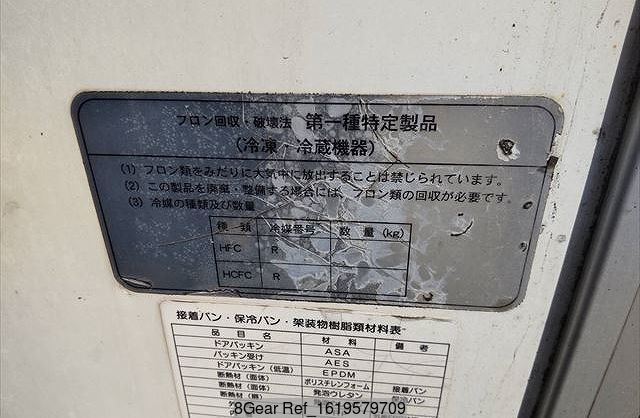 フロン回収・破壊法 第一種特定製品
（冷凍・冷蔵機器）
(1) フロン類をみだりに大気中に放出することは禁じられています。
(2) この製品を廃棄・整備する場合には、フロン類の回収が必要です。
(3) 冷媒の種類及び数量
種類 冷媒番号 数量 (kg)
HFC R
HCFC R
接着バン・保冷バン・架装物樹脂類材料表
品目名 材料 備考
ドアパッキン ASA
パッキン受け AES
ドアパッキン（低温） EPDM
断熱材（面体） ポリスチレンフォーム 接着バン
断熱材（面体） 発泡ウレタン 保冷バン
8Gear Ref_1619579709